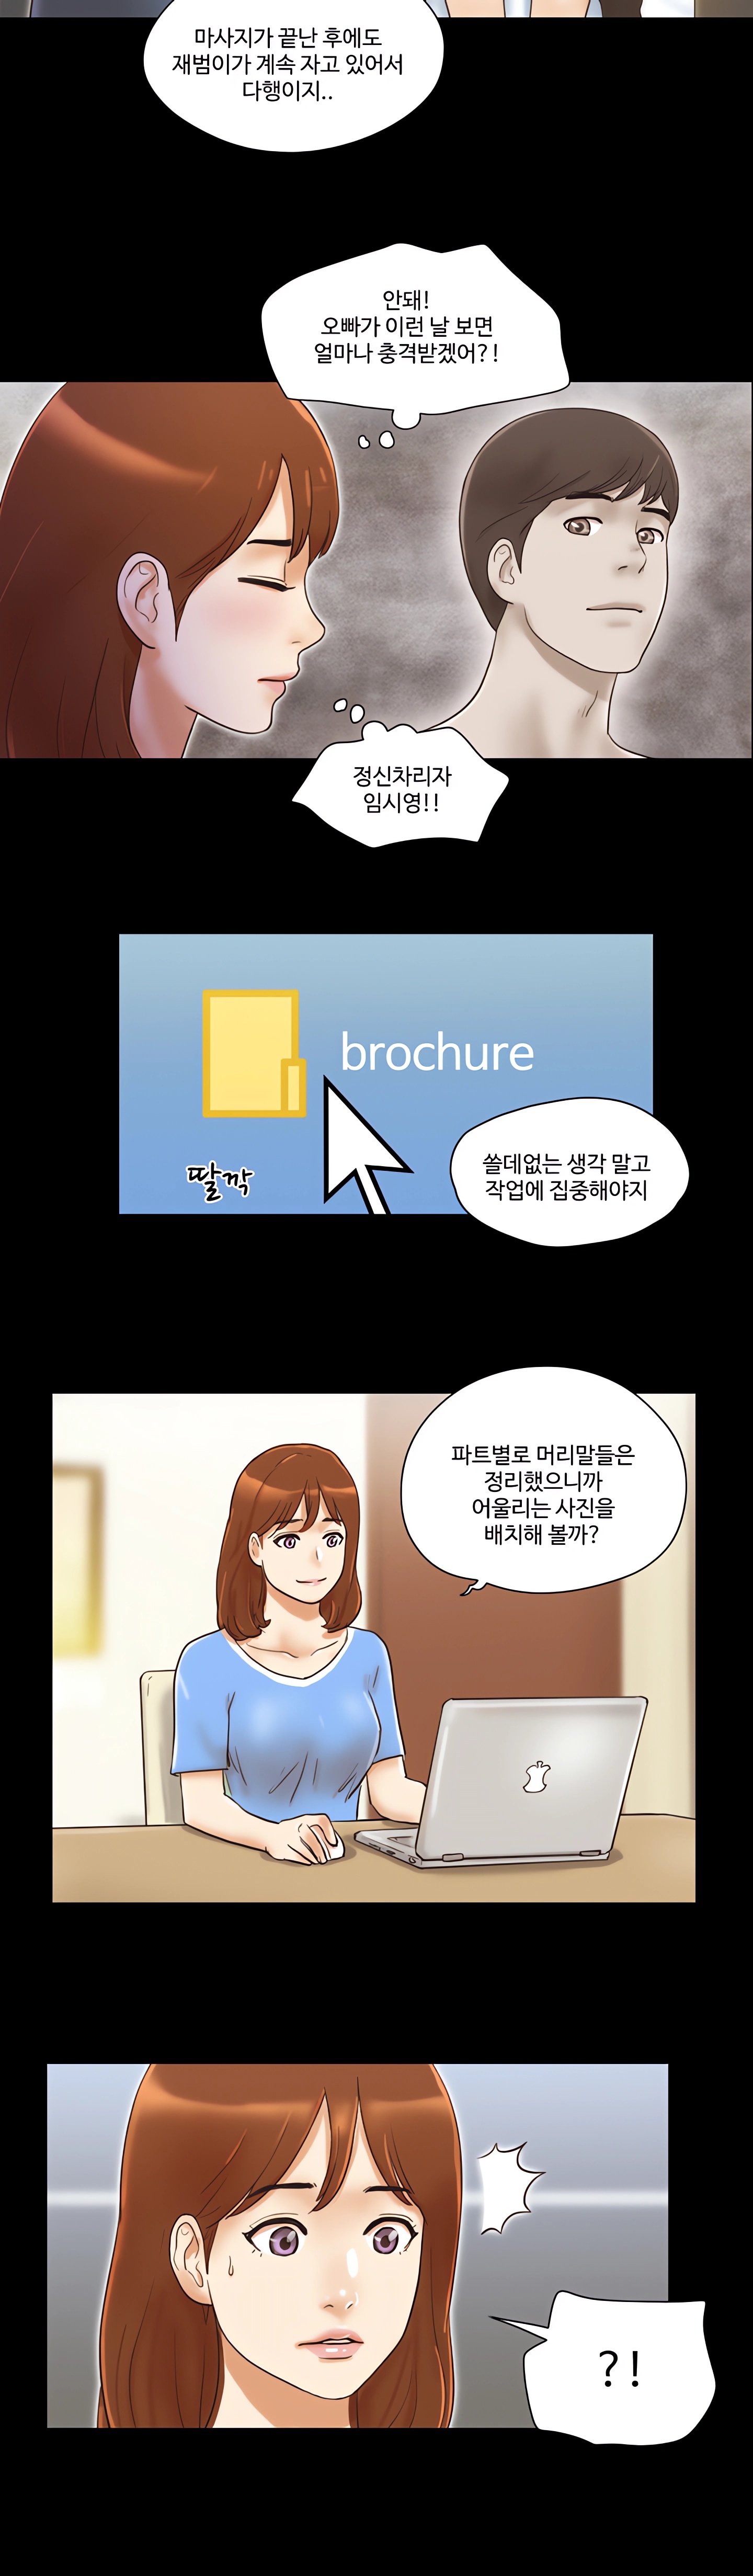 마사지가 끝난 후에도
재범이가 계속 자고 있어서
다행이지..
안돼!
오빠가 이런 날 보면
얼마나 충격받겠어?!
정신차리자
임시영!!
brochure
딸깍
쓸데없는 생각 말고
작업에 집중해야지
파트별로 머리말들은
정리했으니까
어울리는 사진을
배치해 볼까?
?!